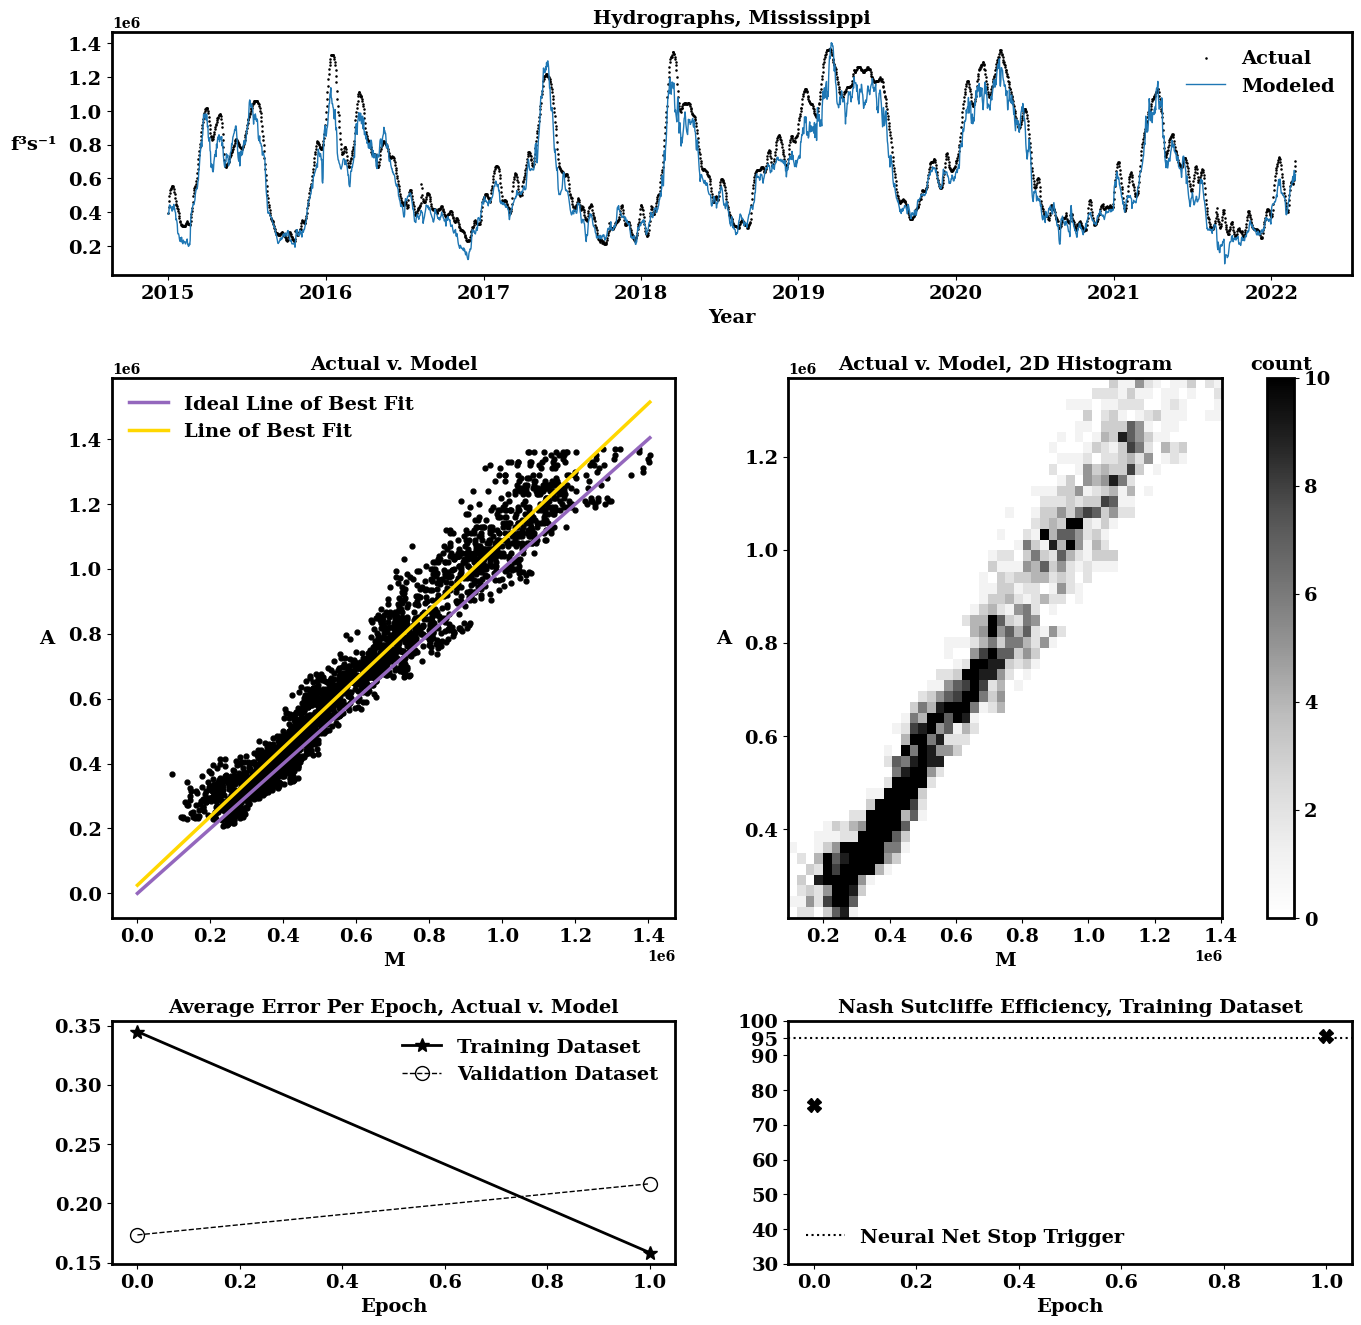 Hydrographs, Mississippi
1e6
1.4
1.2
1.0
0.8
0.6
0.4
0.2
f³s⁻¹
Actual
Modeled
2015 2016 2017 2018 2019 2020 2021 2022
Year
Actual v. Model
1e6
Ideal Line of Best Fit
Line of Best Fit
1.4
1.2
1.0
0.8
0.6
0.4
0.2
0.0
A
0.0 0.2 0.4 0.6 0.8 1.0 1.2 1.4
M
1e6
Actual v. Model, 2D Histogram
1e6
1.2
1.0
0.8
0.6
0.4
A
0.2 0.4 0.6 0.8 1.0 1.2 1.4
M
1e6
count
10
8
6
4
2
0
Average Error Per Epoch, Actual v. Model
0.35
0.30
0.25
0.20
0.15
Training Dataset
Validation Dataset
0.0 0.2 0.4 0.6 0.8 1.0
Epoch
Nash Sutcliffe Efficiency, Training Dataset
100
95
90
80
70
60
50
40
30
Neural Net Stop Trigger
0.0 0.2 0.4 0.6 0.8 1.0
Epoch